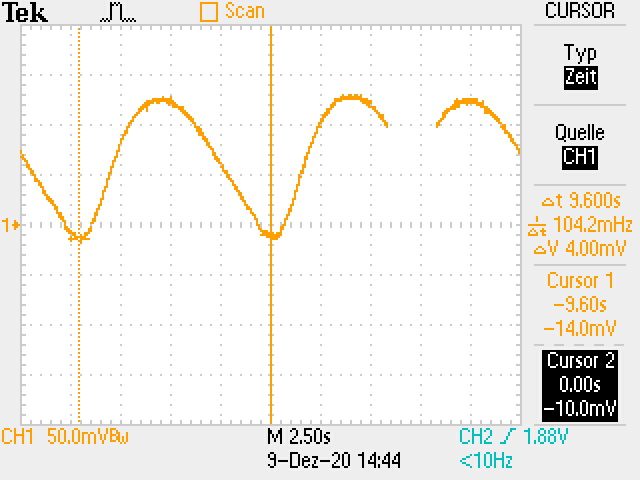 Tek Scan CURSOR
Typ
Zeit
Quelle
CH1
Δt 9.600s
1/Δt 104.2mHz
ΔV 4.00mV
Cursor 1
-9.60s
-14.0mV
Cursor 2
0.00s
-10.0mV
1
CH1 50.0mVBw M 2.50s CH2 1.88V
9-Dez-20 14:44 <10Hz